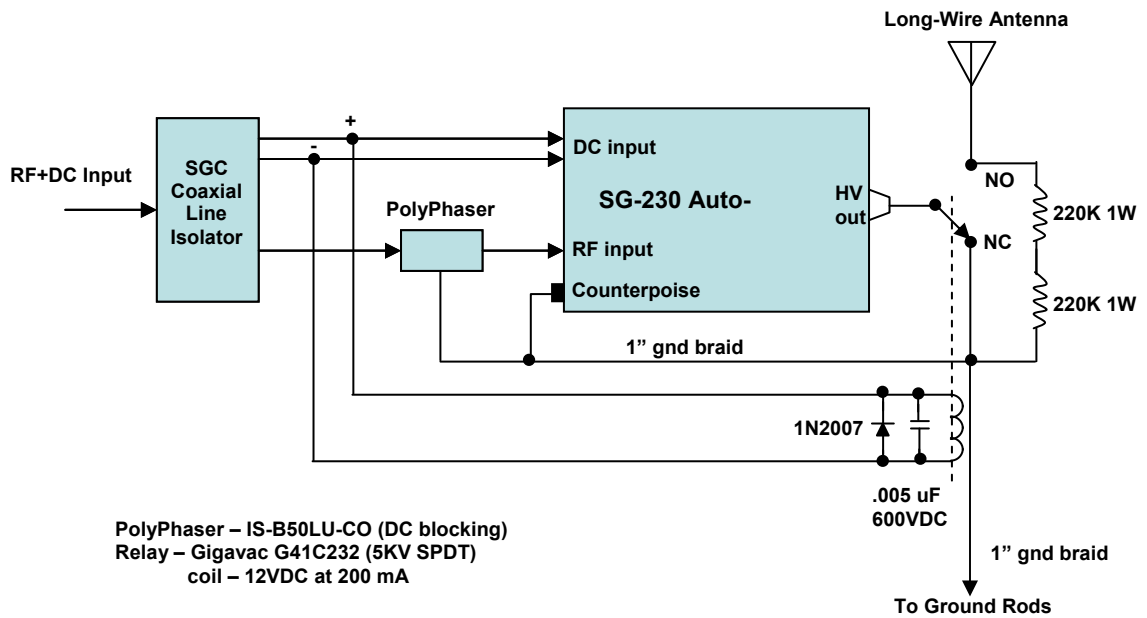 Long-Wire Antenna
+
-
SGC
Coaxial
Line
Isolator
RF+DC Input
DC input
SG-230 Auto-
HV
out
NO
NC
220K 1W
220K 1W
PolyPhaser
RF input
Counterpoise
1” gnd braid
1N2007
.005 uF
600VDC
PolyPhaser – IS-B50LU-CO (DC blocking)
Relay – Gigavac G41C232 (5KV SPDT)
coil – 12VDC at 200 mA
1” gnd braid
To Ground Rods